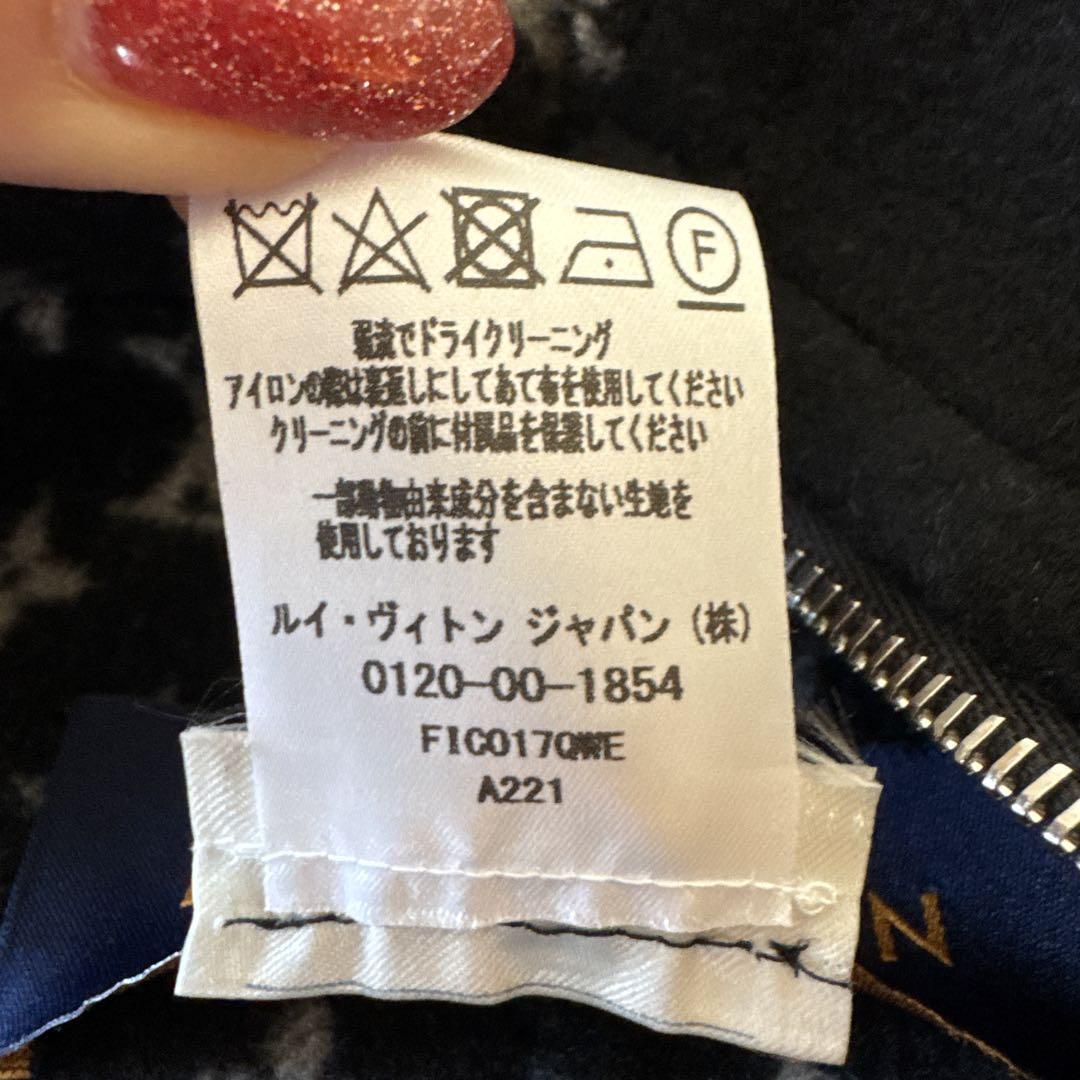 F
弱流でドライクリーニング
アイロンの際は裏返しにしてあて布を使用してください
クリーニングの前に付属品を保護してください
一部動物由来成分を含まない生地を
使用しております
ルイ・ヴィトン ジャパン (株)
0120-00-1854
FICO17QWE
A221
N